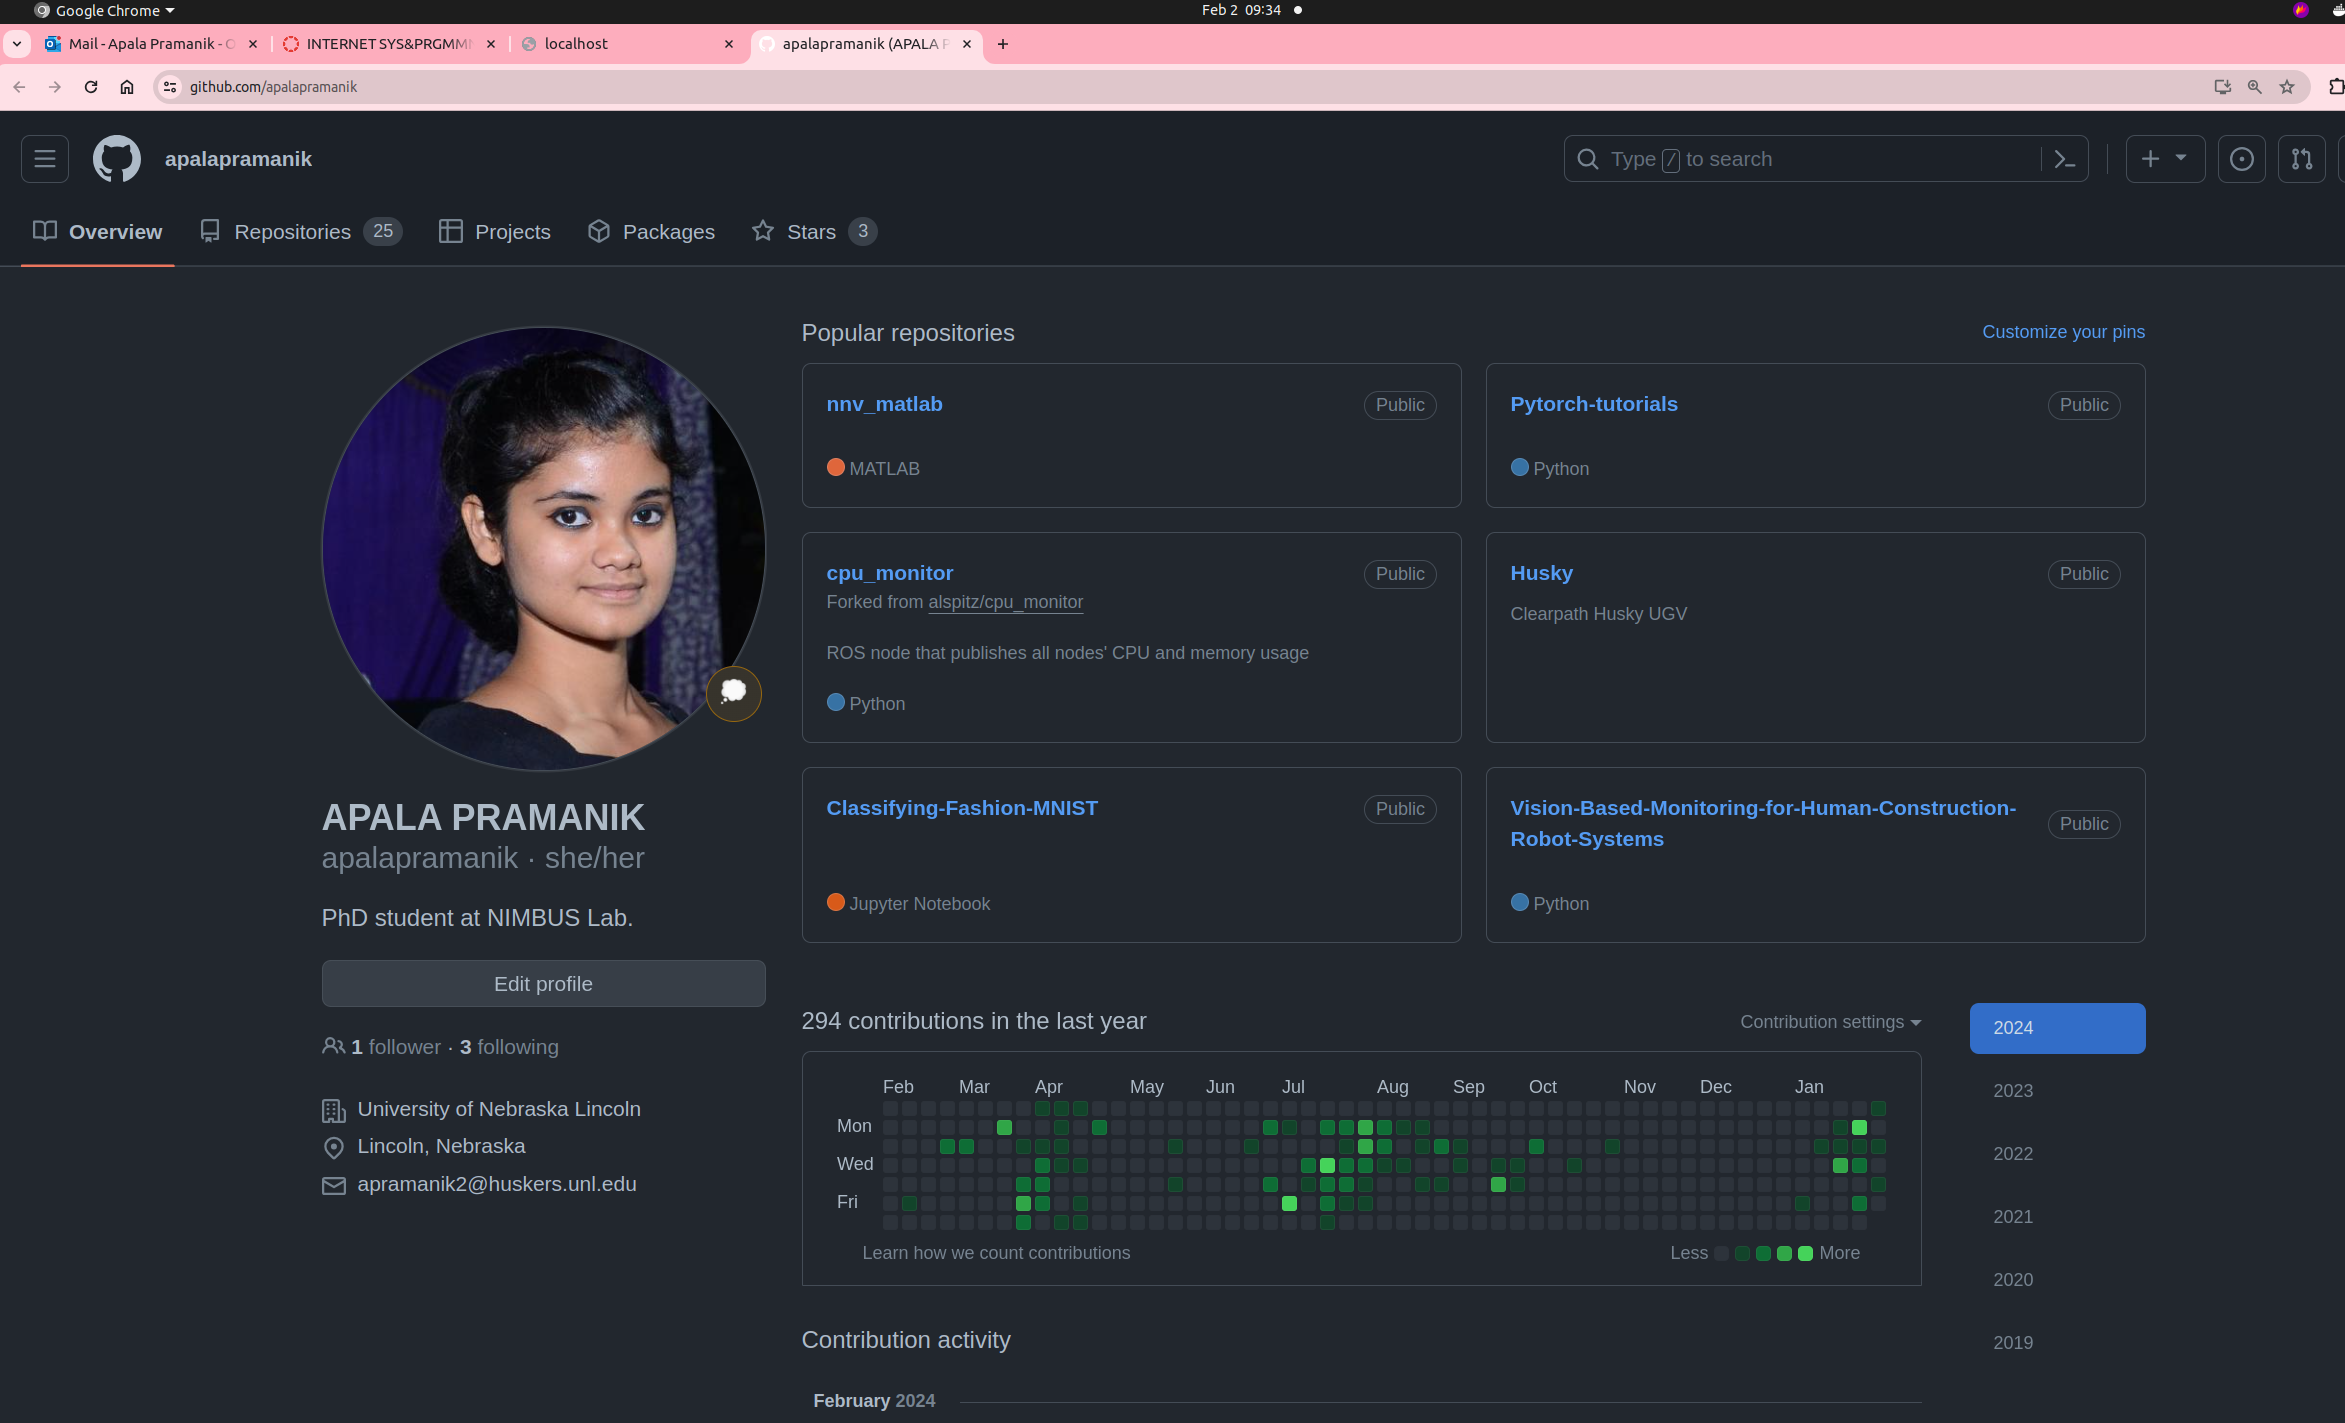 Google Chrome
Feb 2 09:34
Mail - Apala Pramanik - O
INTERNET SYS&PRGMM
localhost
apalapramanik (APALA P
github.com/apalapramanik
apalapramanik
Type / to search
Overview
Repositories 25
Projects
Packages
Stars 3
Popular repositories
Customize your pins
nnv_matlab
Public
MATLAB
Pytorch-tutorials
Public
Python
cpu_monitor
Public
Forked from alspitz/cpu_monitor
ROS node that publishes all nodes' CPU and memory usage
Python
Husky
Public
Clearpath Husky UGV
Classifying-Fashion-MNIST
Public
Jupyter Notebook
Vision-Based-Monitoring-for-Human-Construction-
Robot-Systems
Public
Python
APALA PRAMANIK
apalapramanik · she/her
PhD student at NIMBUS Lab.
Edit profile
1 follower · 3 following
University of Nebraska Lincoln
Lincoln, Nebraska
apramanik2@huskers.unl.edu
294 contributions in the last year
Contribution settings
Feb Mar Apr May Jun Jul Aug Sep Oct Nov Dec Jan
Mon
Wed
Fri
Learn how we count contributions
Less More
2024
2023
2022
2021
2020
2019
Contribution activity
February 2024